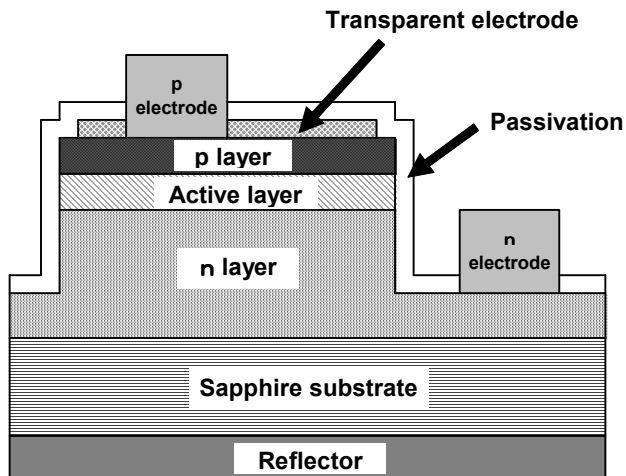 Transparent electrode
p
electrode
Passivation
p layer
Active layer
n
electrode
n layer
Sapphire substrate
Reflector